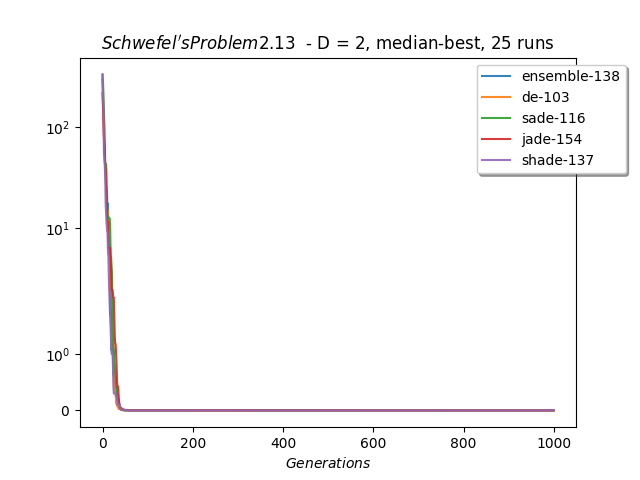 Schwefel'sProblem2.13 - D = 2, median-best, 25 runs
ensemble-138
de-103
sade-116
jade-154
shade-137
10²
10¹
10⁰
0
0 200 400 600 800 1000
Generations